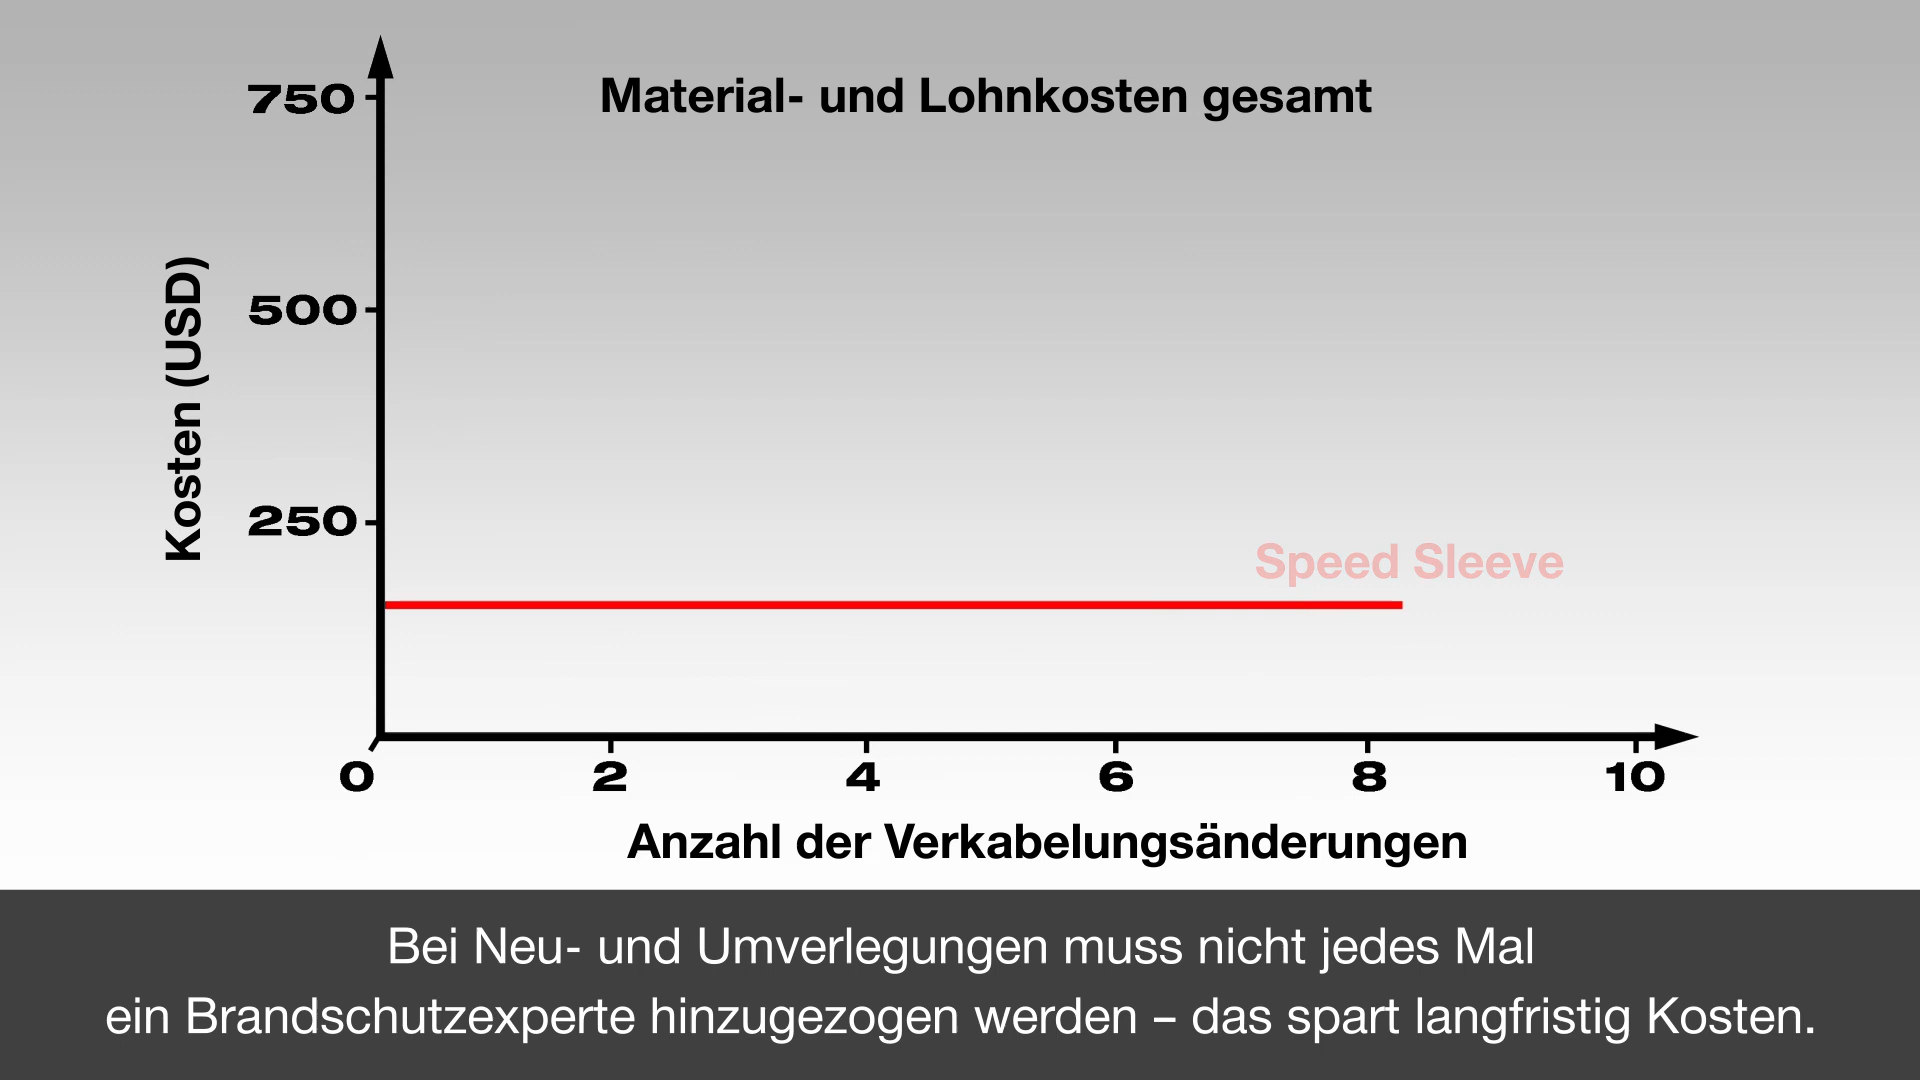 Material- und Lohnkosten gesamt
750
500
250
Kosten (USD)
Speed Sleeve
0 2 4 6 8 10
Anzahl der Verkabelungsänderungen
Bei Neu- und Umverlegungen muss nicht jedes Mal
ein Brandschutzexperte hinzugezogen werden – das spart langfristig Kosten.